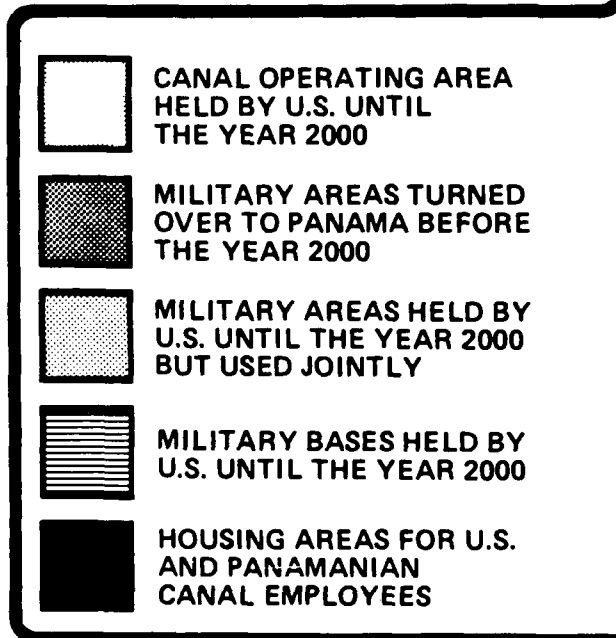 CANAL OPERATING AREA
HELD BY U.S. UNTIL
THE YEAR 2000
MILITARY AREAS TURNED
OVER TO PANAMA BEFORE
THE YEAR 2000
MILITARY AREAS HELD BY
U.S. UNTIL THE YEAR 2000
BUT USED JOINTLY
MILITARY BASES HELD BY
U.S. UNTIL THE YEAR 2000
HOUSING AREAS FOR U.S.
AND PANAMANIAN
CANAL EMPLOYEES